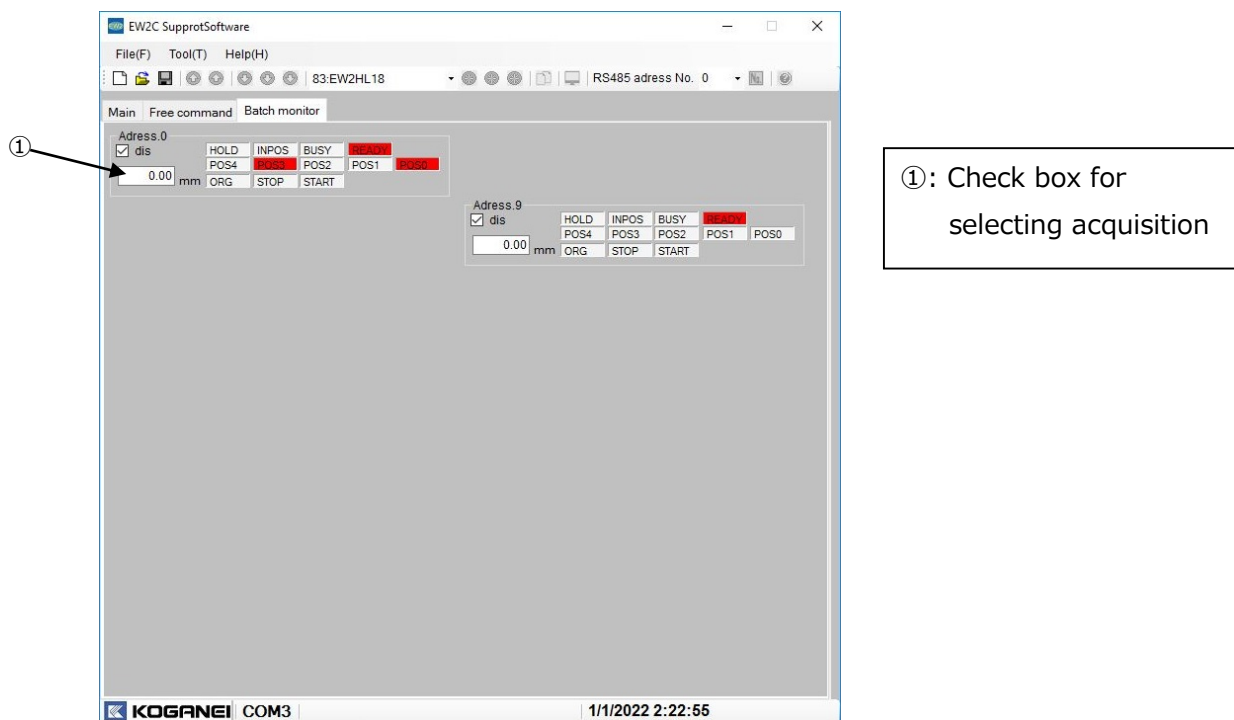 EW2C SupprotSoftware
File(F) Tool(T) Help(H)
83:EW2HL18 RS485 adress No. 0
Main Free command Batch monitor
①
Adress.0
dis HOLD INPOS BUSY READY
POS4 POS3 POS2 POS1 POS0
0.00 mm ORG STOP START
Adress.9
dis HOLD INPOS BUSY READY
POS4 POS3 POS2 POS1 POS0
0.00 mm ORG STOP START
①: Check box for
selecting acquisition
KOGANEI COM3 1/1/2022 2:22:55